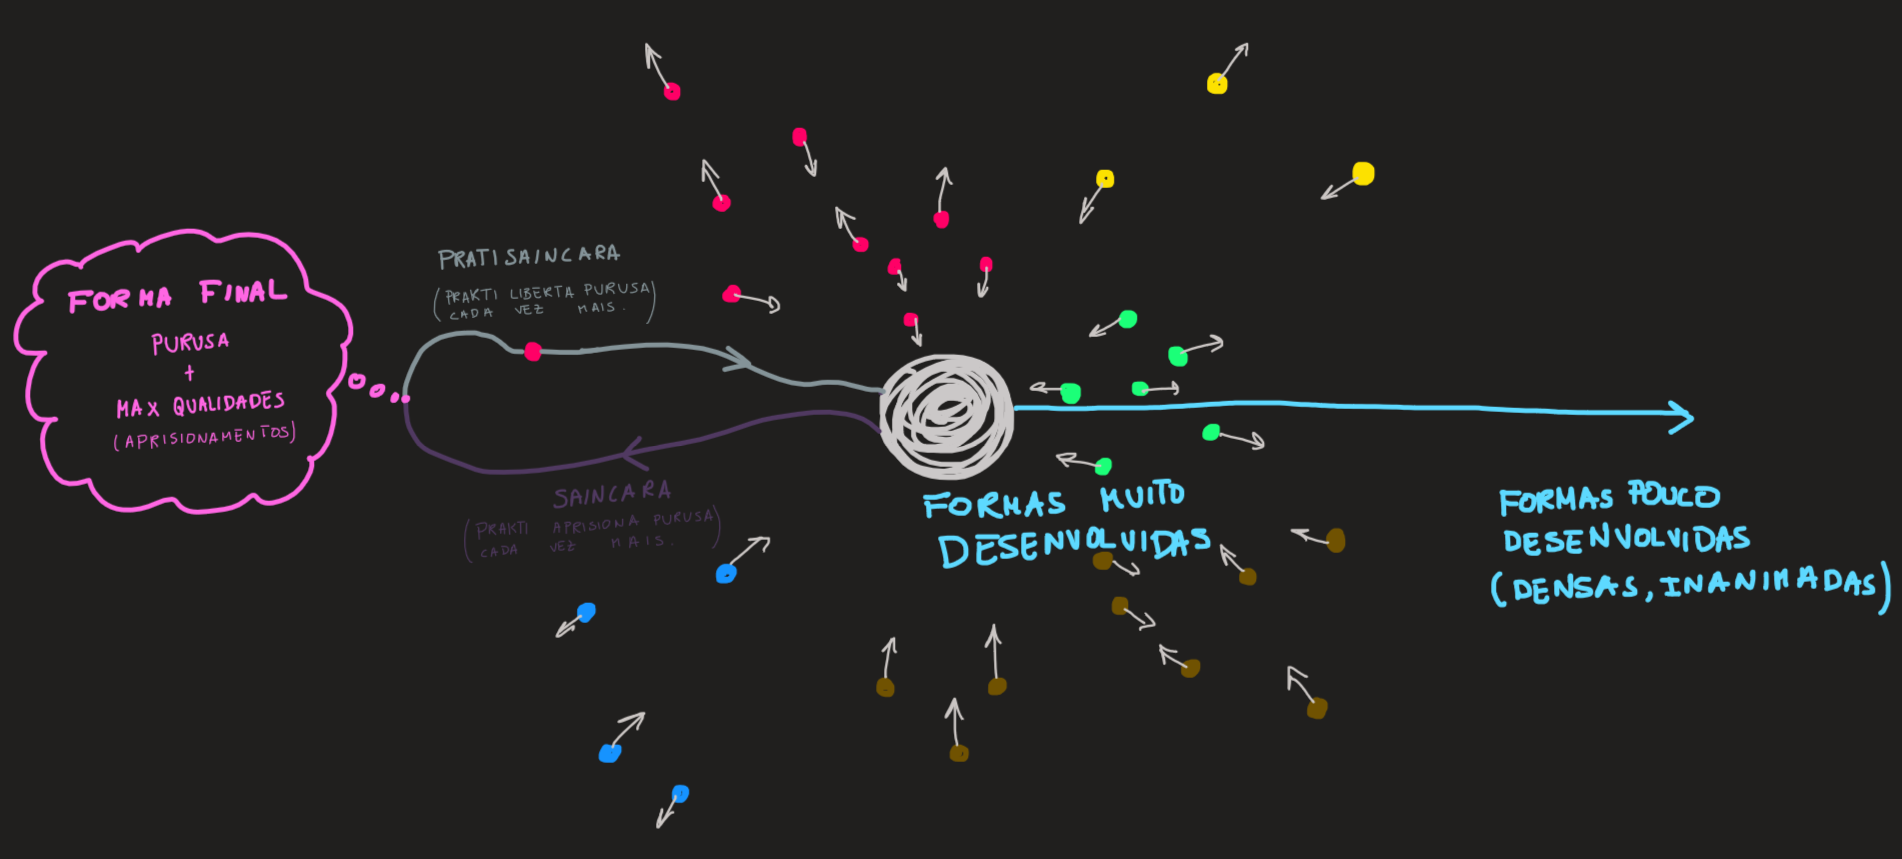 FORMA FINAL
PURUSA
+
MAX QUALIDADES
(APRISIONAMENTOS)
PRATISAINCARA
(PRAKTI LIBERTA PURUSA
CADA VEZ MAIS.)
SAINCARA
(PRAKTI APRISIONA PURUSA
CADA VEZ MAIS.)
FORMAS MUITO
DESENVOLVIDAS
FORMAS POUCO
DESENVOLVIDAS
(DENSAS, INANIMADAS)